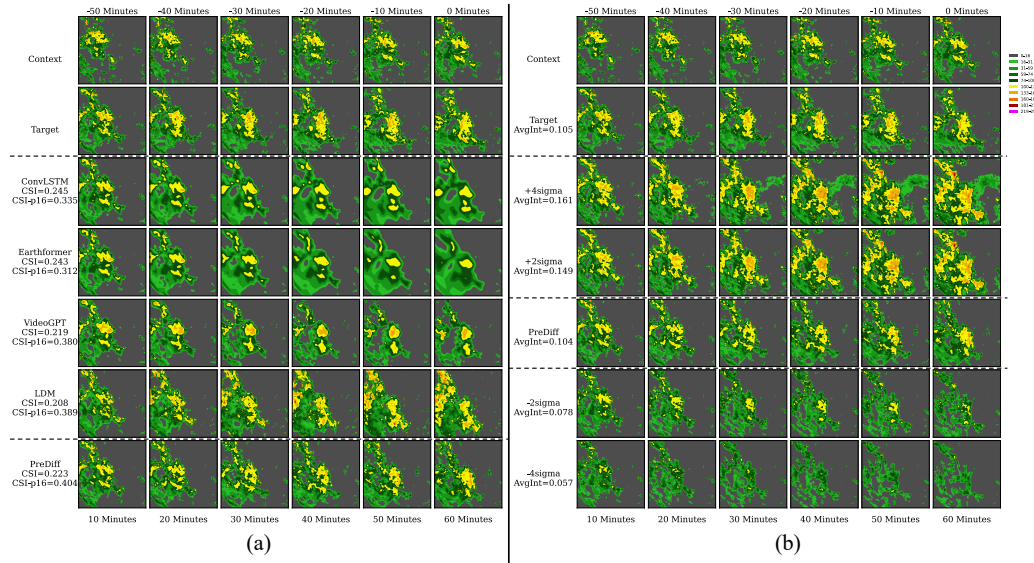 -50 Minutes -40 Minutes -30 Minutes -20 Minutes -10 Minutes 0 Minutes
Context
Target
ConvLSTM
CSI=0.245
CSI-p16=0.335
Earthformer
CSI=0.243
CSI-p16=0.312
VideoGPT
CSI=0.219
CSI-p16=0.380
LDM
CSI=0.208
CSI-p16=0.389
PreDiff
CSI=0.223
CSI-p16=0.404
10 Minutes 20 Minutes 30 Minutes 40 Minutes 50 Minutes 60 Minutes
(a)
-50 Minutes -40 Minutes -30 Minutes -20 Minutes -10 Minutes 0 Minutes
Context
Target
AvgInt=0.105
+4sigma
AvgInt=0.161
+2sigma
AvgInt=0.149
PreDiff
AvgInt=0.104
-2sigma
AvgInt=0.078
-4sigma
AvgInt=0.057
10 Minutes 20 Minutes 30 Minutes 40 Minutes 50 Minutes 60 Minutes
(b)